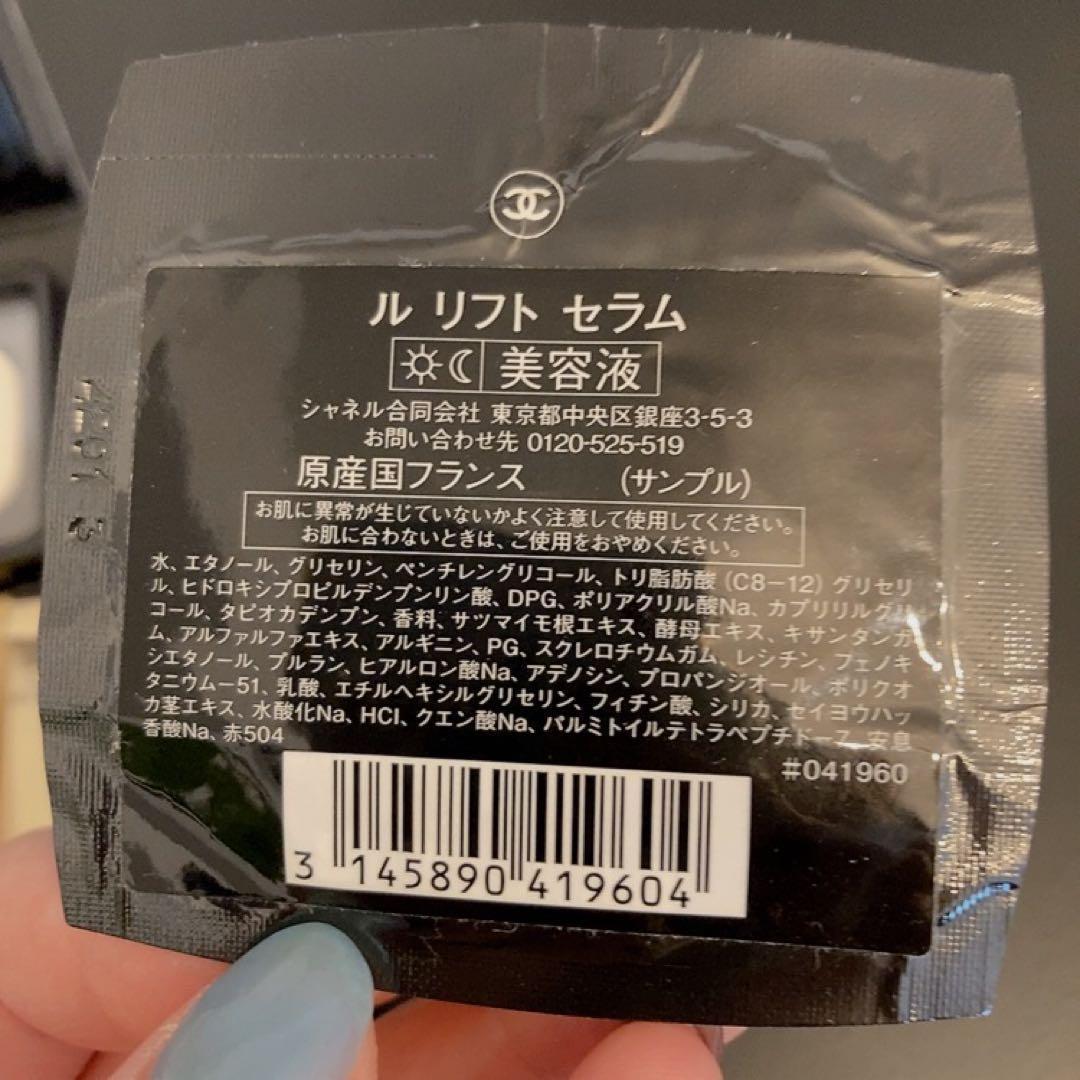 ル リフト セラム
美容液
シャネル合同会社 東京都中央区銀座3-5-3
お問い合わせ先 0120-525-519
原産国フランス (サンプル)
お肌に異常が生じていないかよく注意して使用してください。
お肌に合わないときは、ご使用をおやめください。
水、エタノール、グリセリン、ペンチレングリコール、トリ脂肪酸 (C8-12) グリセリ
ル、ヒドロキシプロピルデンプンリン酸、DPG、ポリアクリル酸Na、カプリリルグリ
コール、タピオカデンプン、香料、サツマイモ根エキス、酵母エキス、キサンタンガ
ム、アルファルファエキス、アルギニン、PG、スクレロチウムガム、レシチン、フェノキ
シエタノール、プルラン、ヒアルロン酸Na、アデノシン、プロパンジオール、ポリクオ
タニウムー51、乳酸、エチルヘキシルグリセリン、フィチン酸、シリカ、セイヨウハッ
カ茎エキス、水酸化Na、HCl、クエン酸Na、パルミトイルテトラペプチドー7、安息
香酸Na、赤504
#041960
3 145890 419604